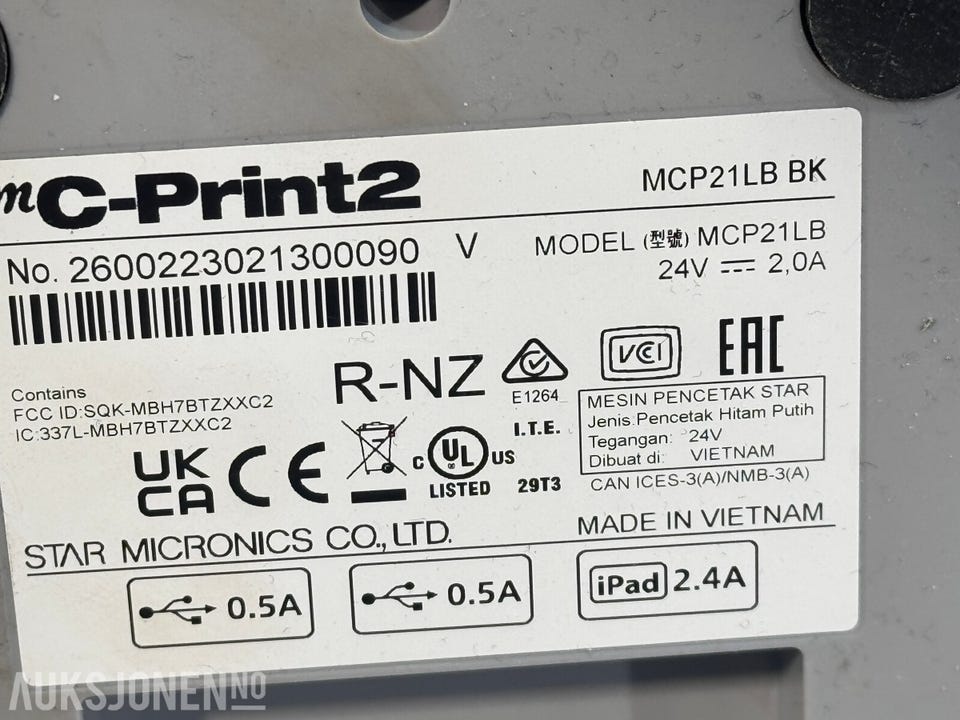 mC-Print2
MCP21LB BK
No. 2600223021300090 V
MODEL (型號) MCP21LB
24V 2,0A
Contains
FCC ID:SQK-MBH7BTZXXC2
IC:337L-MBH7BTZXXC2
R-NZ
E1264
VCCI
EAC
I.T.E.
UK
CA
CE
C UL US
LISTED 29T3
MESIN PENCETAK STAR
Jenis: Pencetak Hitam Putih
Tegangan: 24V
Dibuat di: VIETNAM
CAN ICES-3(A)/NMB-3(A)
STAR MICRONICS CO., LTD.
MADE IN VIETNAM
0.5A
0.5A
iPad 2.4A
AUKSJONEN.NO